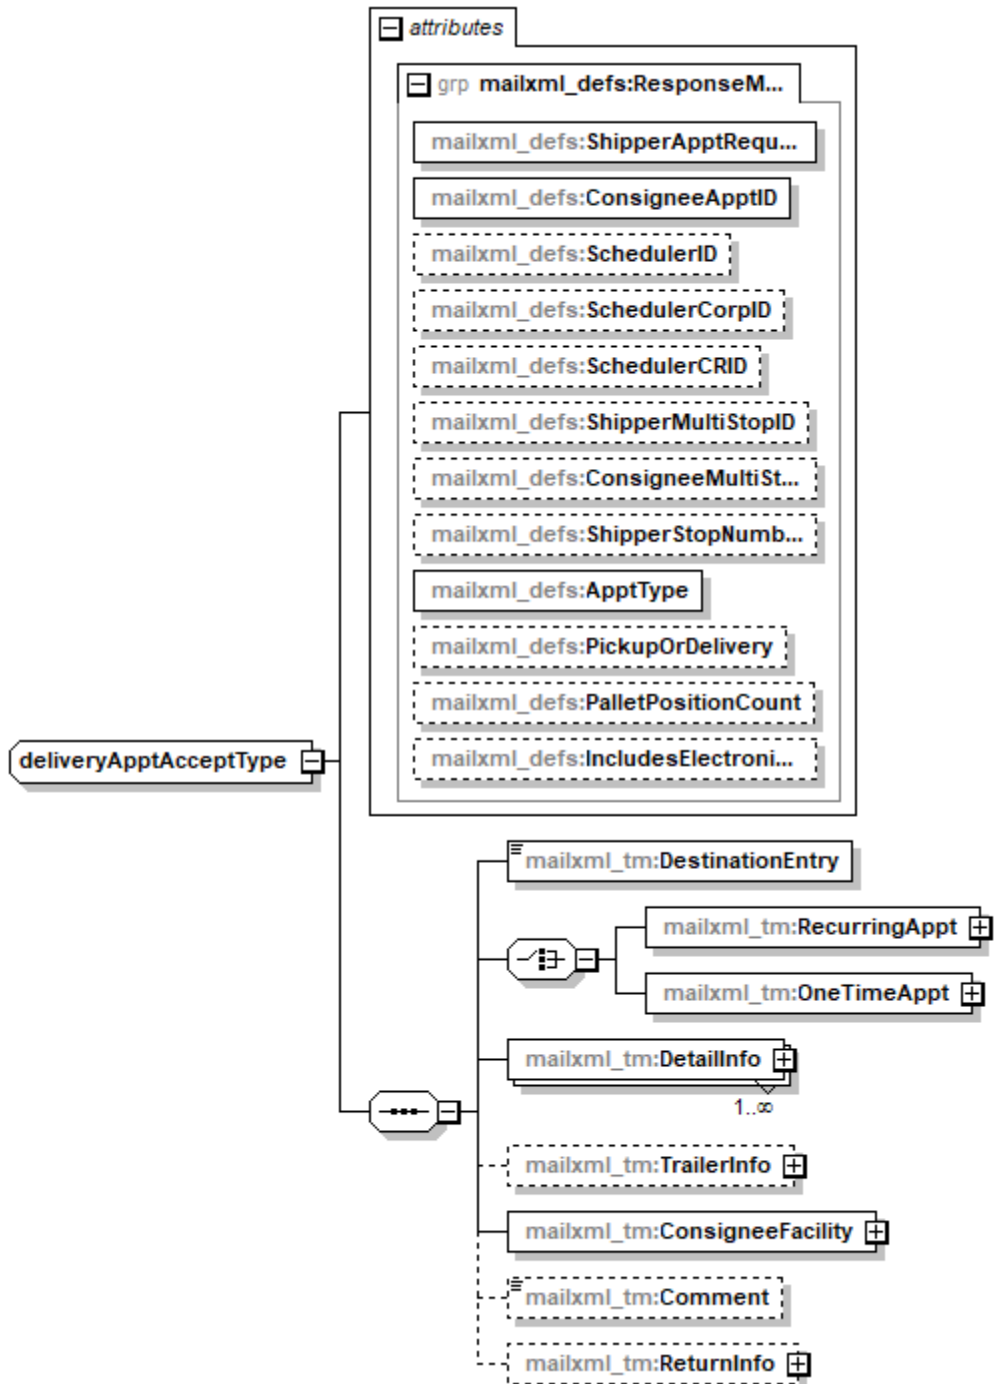 attributes
grp mailxml_defs:ResponseM...
mailxml_defs:ShipperApptRequ...
mailxml_defs:ConsigneeApptID
mailxml_defs:SchedulerID
mailxml_defs:SchedulerCorpID
mailxml_defs:SchedulerCRID
mailxml_defs:ShipperMultiStopID
mailxml_defs:ConsigneeMultiSt...
mailxml_defs:ShipperStopNumb...
mailxml_defs:ApptType
mailxml_defs:PickupOrDelivery
mailxml_defs:PalletPositionCount
mailxml_defs:IncludesElectroni...
deliveryApptAcceptType
mailxml_tm:DestinationEntry
mailxml_tm:RecurringAppt
mailxml_tm:OneTimeAppt
mailxml_tm:DetailInfo
1..∞
mailxml_tm:TrailerInfo
mailxml_tm:ConsigneeFacility
mailxml_tm:Comment
mailxml_tm:ReturnInfo